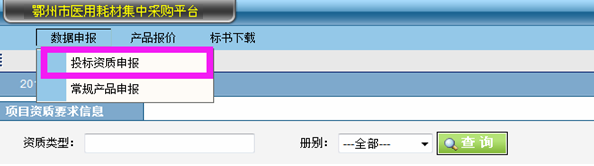 鄂州市医用耗材集中采购平台
数据申报 产品报价 标书下载
投标资质申报
201
常规产品申报
项目资质要求信息
资质类型： 册别： ---全部--- 查 询